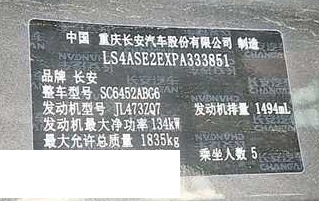 中国 重庆长安汽车股份有限公司 制造
LS4ASE2EXPA333851
品牌 长安
整车型号 SC6452ABG6
发动机型号 JL473ZQ7 发动机排量 1494mL
发动机最大净功率 134kW
最大允许总质量 1835kg
乘坐人数 5